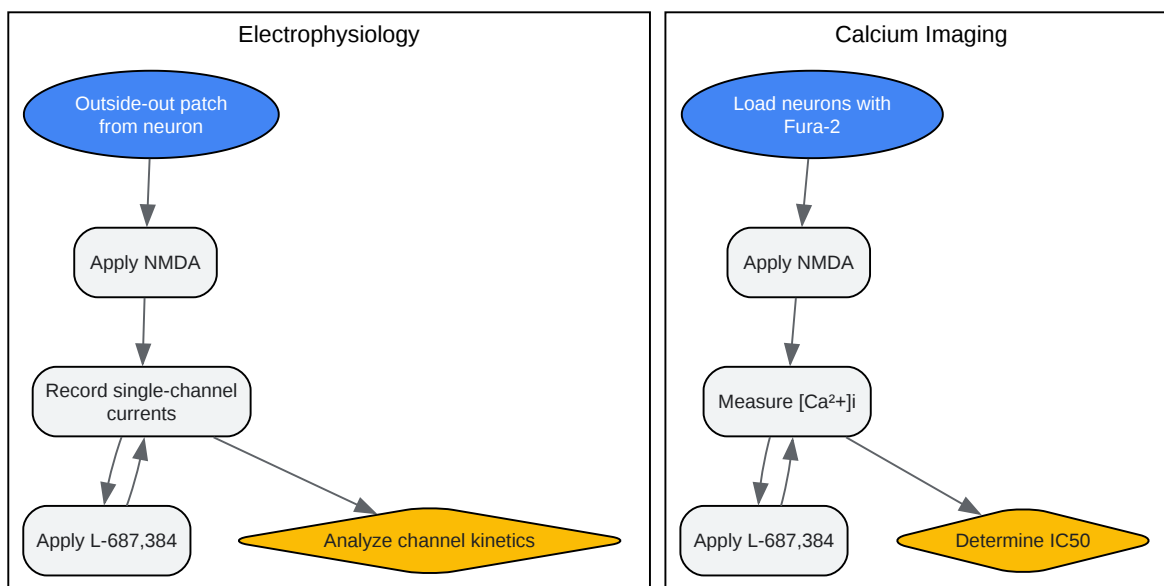 Electrophysiology
Outside-out patch
from neuron
Apply NMDA
Record single-channel
currents
Apply L-687,384
Analyze channel kinetics
Calcium Imaging
Load neurons with
Fura-2
Apply NMDA
Measure [Ca²+]i
Apply L-687,384
Determine IC50